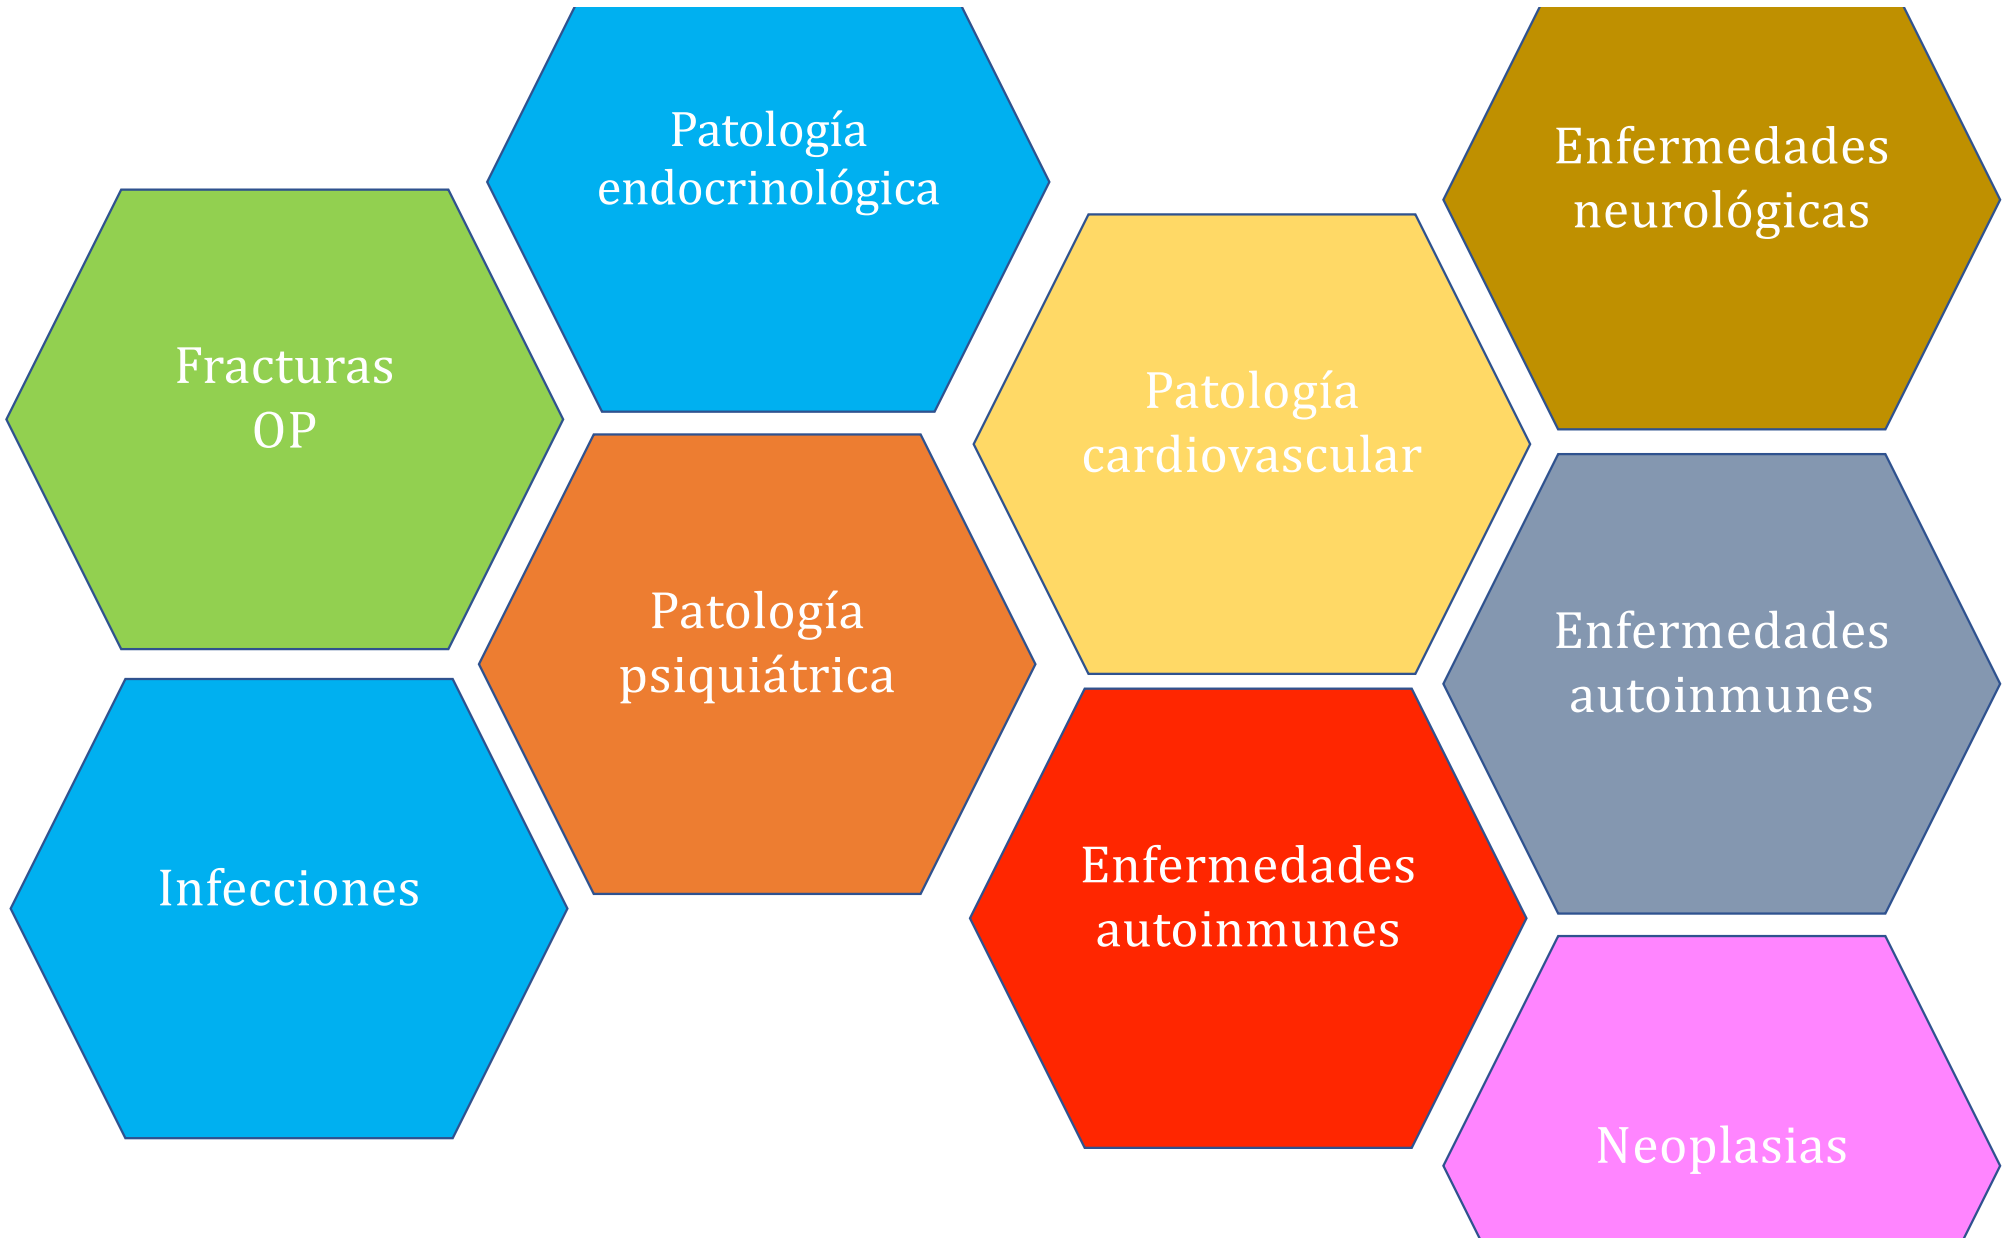 Patología
endocrinológica
Enfermedades
neurológicas
Fracturas
OP
Patología
cardiovascular
Patología
psiquiátrica
Enfermedades
autoinmunes
Infecciones
Enfermedades
autoinmunes
Neoplasias